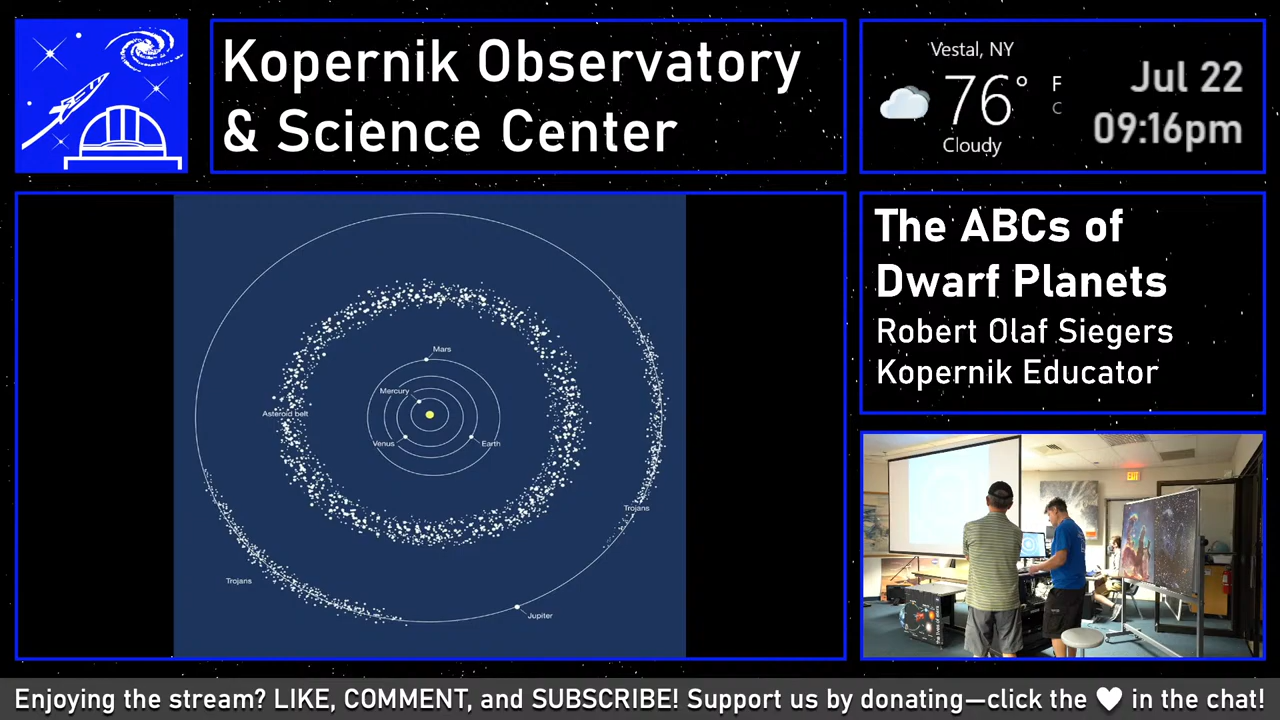 Kopernik Observatory
& Science Center
Vestal, NY
76°
F
C
Cloudy
Jul 22
09:16pm
Mars
Mercury
Asteroid belt
Venus
Earth
Trojans
Trojans
Jupiter
The ABCs of
Dwarf Planets
Robert Olaf Siegers
Kopernik Educator
EXIT
Enjoying the stream? LIKE, COMMENT, and SUBSCRIBE! Support us by donating—click the ♥ in the chat!